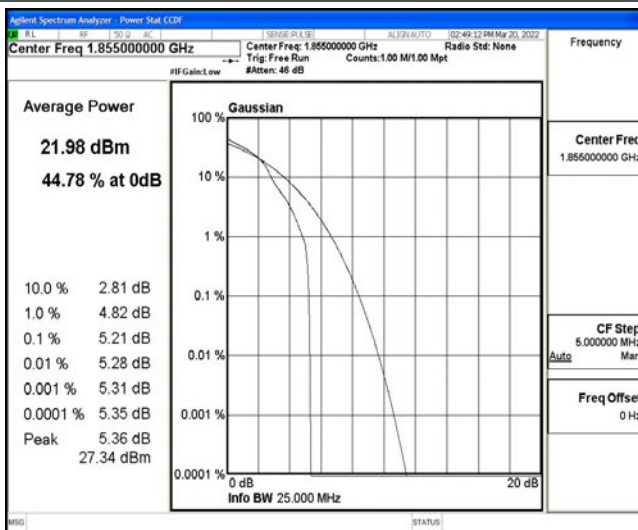 Agilent Spectrum Analyzer - Power Stat CCDF
RL RF 50 Ω AC SENSE:PULSE ALIGN AUTO 02:49:12 PM Mar 20, 2022
Center Freq 1.855000000 GHz
Center Freq: 1.855000000 GHz Radio Std: None
Trig: Free Run Counts:1.00 M/1.00 Mpt
#IFGain:Low #Atten: 46 dB
Frequency
Average Power
21.98 dBm
44.78 % at 0dB
10.0 % 2.81 dB
1.0 % 4.82 dB
0.1 % 5.21 dB
0.01 % 5.28 dB
0.001 % 5.31 dB
0.0001 % 5.35 dB
Peak 5.36 dB
27.34 dBm
Gaussian
100 %
10 %
1 %
0.1 %
0.01 %
0.001 %
0.0001 %
0 dB 20 dB
Info BW 25.000 MHz
Center Freq
1.855000000 GHz
CF Step
5.000000 MHz
Auto Man
Freq Offset
0 Hz
MSG STATUS